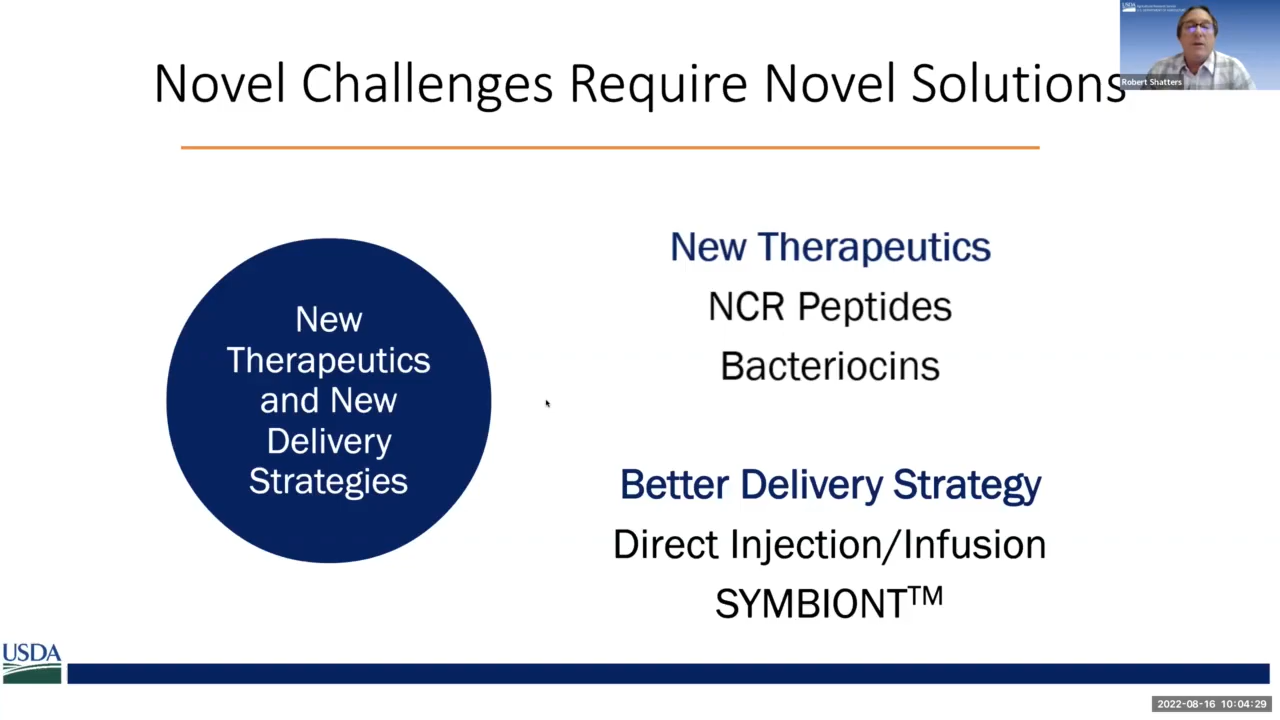 Novel Challenges Require Novel Solutions
USDA
Robert Shatters
New
Therapeutics
and New
Delivery
Strategies
New Therapeutics
NCR Peptides
Bacteriocins
Better Delivery Strategy
Direct Injection/Infusion
SYMBIONT™
USDA
2022-08-16 10:04:29